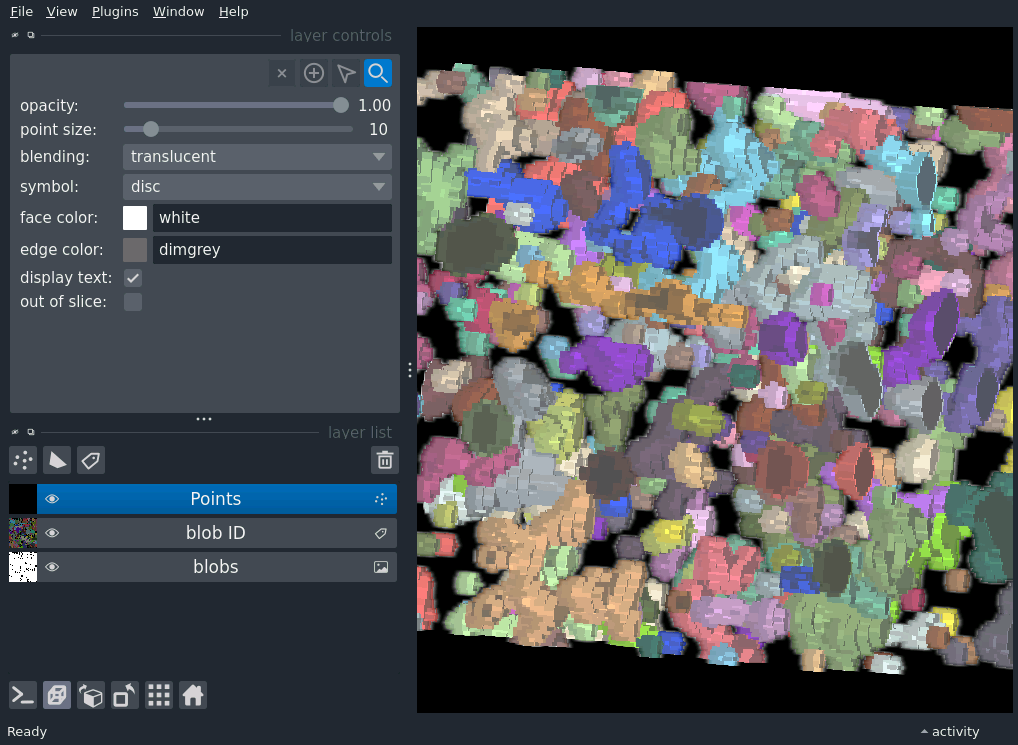 File View Plugins Window Help
layer controls
opacity: 1.00
point size: 10
blending: translucent
symbol: disc
face color: white
edge color: dimgrey
display text:
out of slice:
layer list
Points
blob ID
blobs
Ready
activity